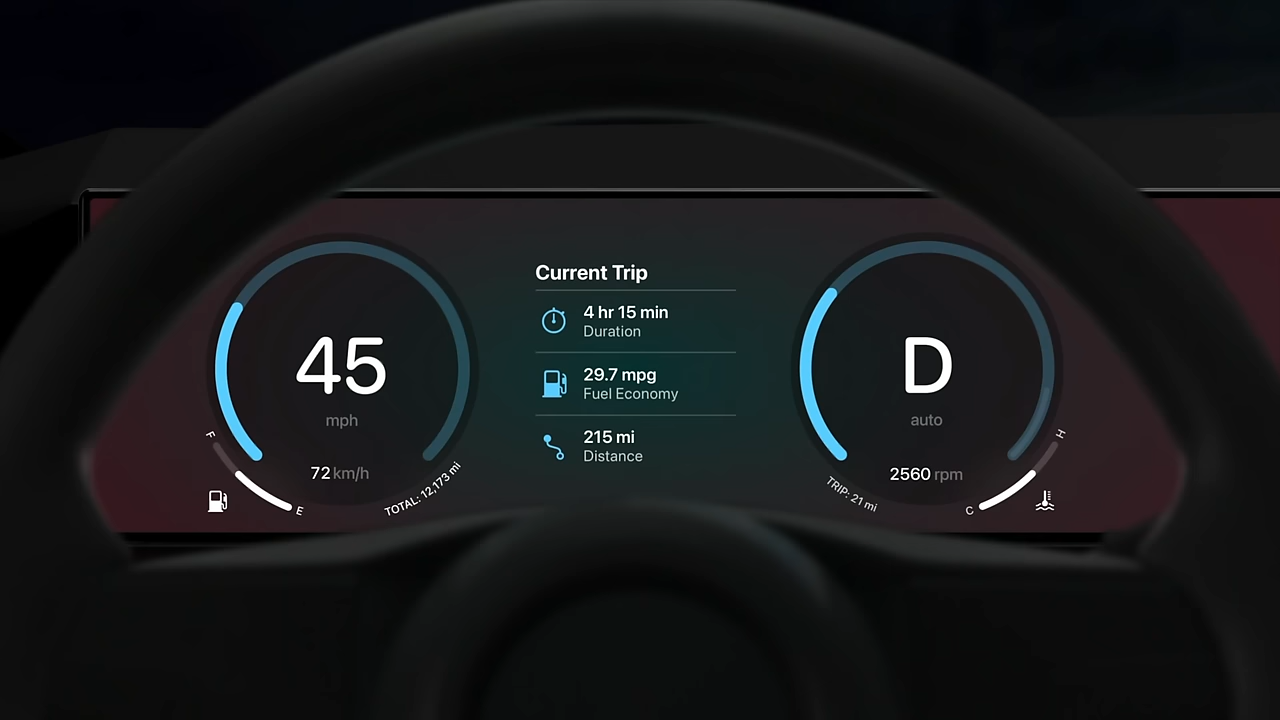 45
mph
72 km/h
F
E
TOTAL: 12,173 mi
Current Trip
4 hr 15 min
Duration
29.7 mpg
Fuel Economy
215 mi
Distance
D
auto
2560 rpm
TRIP: 21 mi
C
H